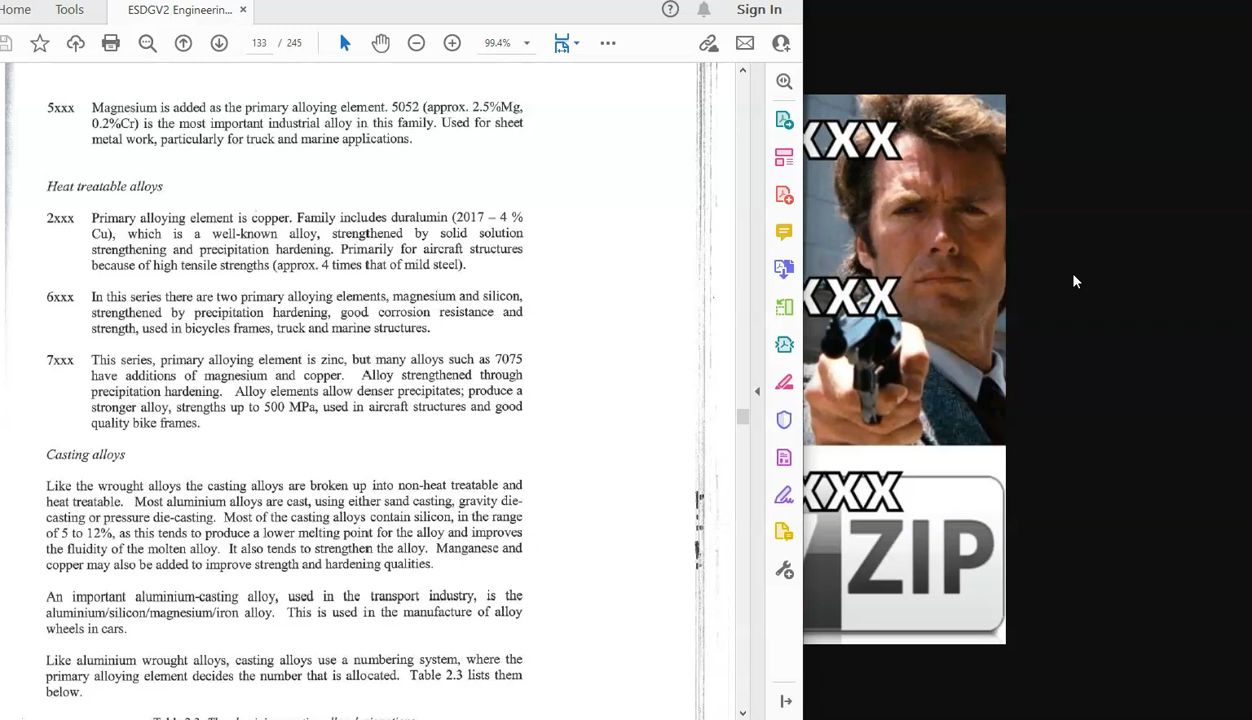 Home
Tools
ESDGV2 Engineerin... ×
? Sign In
133 / 245
99.4%
5xxx Magnesium is added as the primary alloying element. 5052 (approx. 2.5%Mg,
0.2%Cr) is the most important industrial alloy in this family. Used for sheet
metal work, particularly for truck and marine applications.
Heat treatable alloys
2xxx Primary alloying element is copper. Family includes duralumin (2017 – 4 %
Cu), which is a well-known alloy, strengthened by solid solution
strengthening and precipitation hardening. Primarily for aircraft structures
because of high tensile strengths (approx. 4 times that of mild steel).
6xxx In this series there are two primary alloying elements, magnesium and silicon,
strengthened by precipitation hardening, good corrosion resistance and
strength, used in bicycles frames, truck and marine structures.
7xxx This series, primary alloying element is zinc, but many alloys such as 7075
have additions of magnesium and copper. Alloy strengthened through
precipitation hardening. Alloy elements allow denser precipitates; produce a
stronger alloy, strengths up to 500 MPa, used in aircraft structures and good
quality bike frames.
Casting alloys
Like the wrought alloys the casting alloys are broken up into non-heat treatable and
heat treatable. Most aluminium alloys are cast, using either sand casting, gravity die-
casting or pressure die-casting. Most of the casting alloys contain silicon, in the range
of 5 to 12%, as this tends to produce a lower melting point for the alloy and improves
the fluidity of the molten alloy. It also tends to strengthen the alloy. Manganese and
copper may also be added to improve strength and hardening qualities.
An important aluminium-casting alloy, used in the transport industry, is the
aluminium/silicon/magnesium/iron alloy. This is used in the manufacture of alloy
wheels in cars.
Like aluminium wrought alloys, casting alloys use a numbering system, where the
primary alloying element decides the number that is allocated. Table 2.3 lists them
below.
XXX
XXX
XXX
ZIP